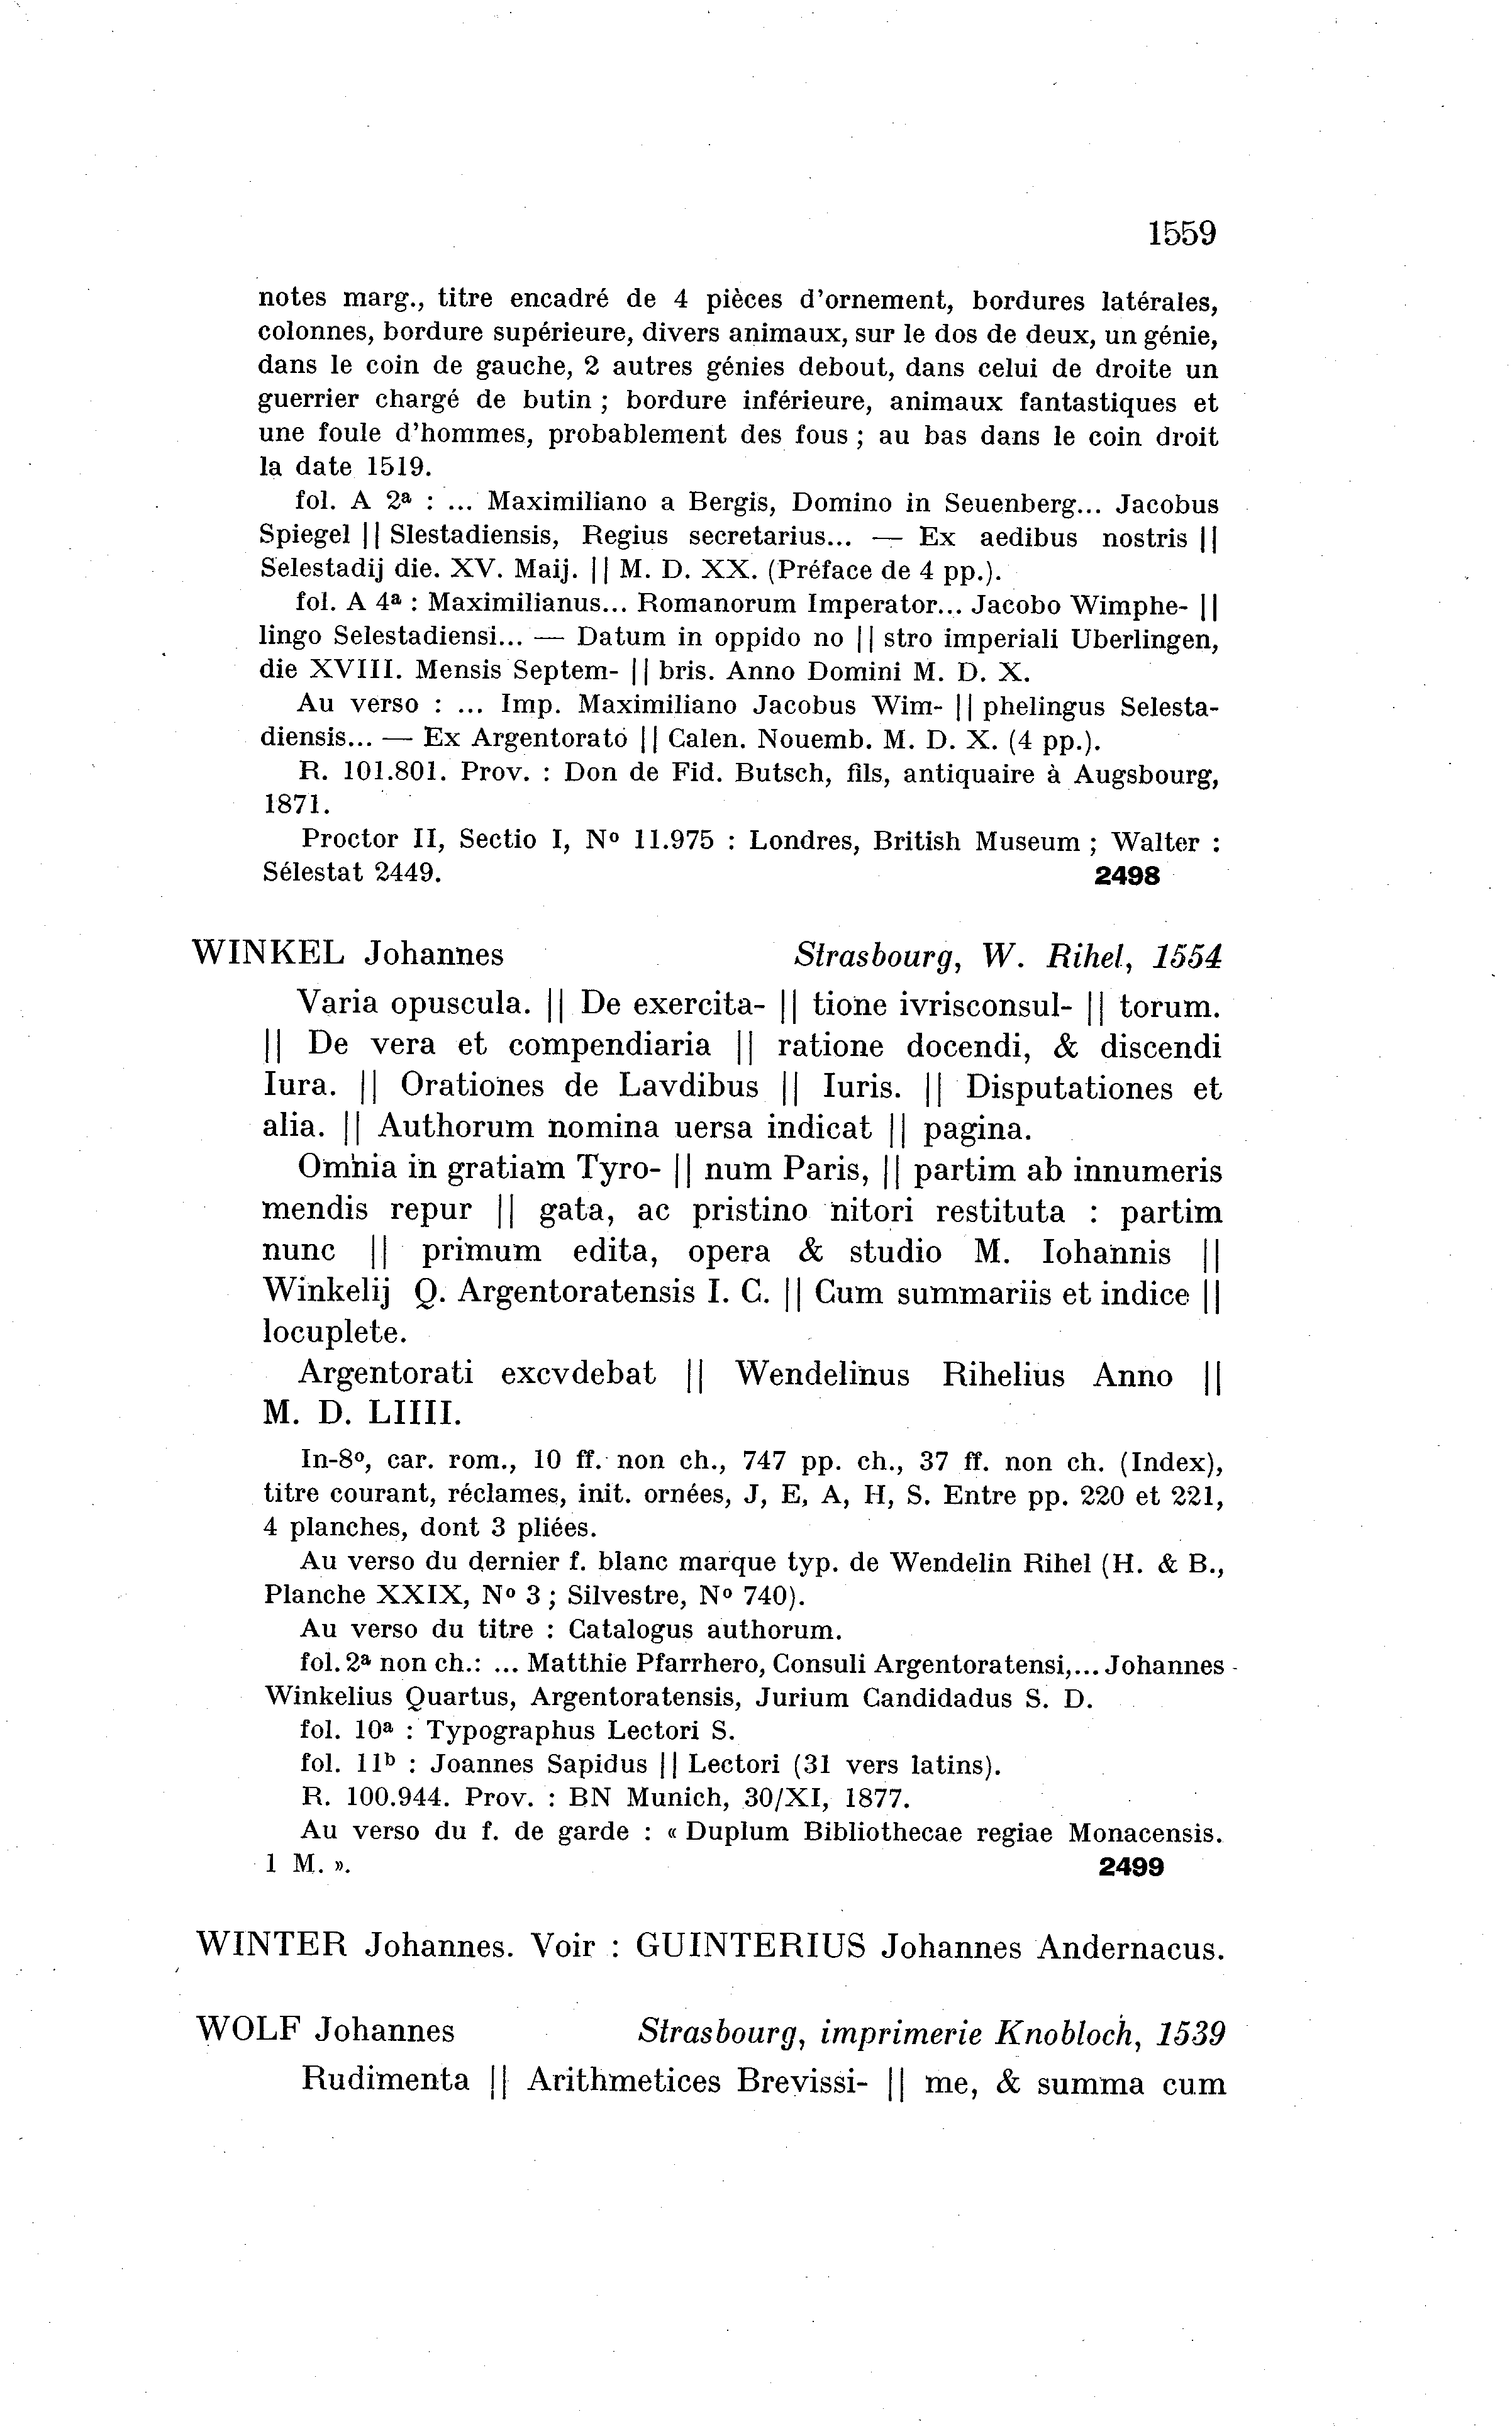 1559
notes marg., titre encadré de 4 pièces d'ornement, bordures latérales,
colonnes, bordure supérieure, divers animaux, sur le dos de deux, un génie,
dans le coin de gauche, 2 autres génies debout, dans celui de droite un
guerrier chargé de butin ; bordure inférieure, animaux fantastiques et
une foule d'hommes, probablement des fous ; au bas dans le coin droit
la date 1519.
fol. A 2ª : ... Maximiliano a Bergis, Domino in Seuenberg... Jacobus
Spiegel || Slestadiensis, Regius secretarius... — Ex aedibus nostris ||
Selestadij die. XV. Maij. || M. D. XX. (Préface de 4 pp.).
fol. A 4ª : Maximilianus... Romanorum Imperator... Jacobo Wimphe- ||
lingo Selestadiensi... — Datum in oppido no || stro imperiali Uberlingen,
die XVIII. Mensis Septem- || bris. Anno Domini M. D. X.
Au verso : ... Imp. Maximiliano Jacobus Wim- || phelingus Selesta-
diensis... — Ex Argentorato || Calen. Nouemb. M. D. X. (4 pp.).
R. 101.801. Prov. : Don de Fid. Butsch, fils, antiquaire à Augsbourg,
1871.
Proctor II, Sectio I, Nº 11.975 : Londres, British Museum ; Walter :
Sélestat 2449. 2498
WINKEL Johannes Strasbourg, W. Rihel, 1554
Varia opuscula. || De exercita- || tione ivrisconsul- || torum.
|| De vera et compendiaria || ratione docendi, & discendi
Iura. || Orationes de Lavdibus || Iuris. || Disputationes et
alia. || Authorum nomina uersa indicat || pagina.
Omnia in gratiam Tyro- || num Paris, || partim ab innumeris
mendis repur || gata, ac pristino nitori restituta : partim
nunc || primum edita, opera & studio M. Iohannis ||
Winkelij Q. Argentoratensis I. C. || Cum summariis et indice ||
locuplete.
Argentorati excvdebat || Wendelinus Rihelius Anno ||
M. D. LIIII.
In-8º, car. rom., 10 ff. non ch., 747 pp. ch., 37 ff. non ch. (Index),
titre courant, réclames, init. ornées, J, E, A, H, S. Entre pp. 220 et 221,
4 planches, dont 3 pliées.
Au verso du dernier f. blanc marque typ. de Wendelin Rihel (H. & B.,
Planche XXIX, Nº 3 ; Silvestre, Nº 740).
Au verso du titre : Catalogus authorum.
fol. 2ª non ch.: ... Matthie Pfarrhero, Consuli Argentoratensi,... Johannes
Winkelius Quartus, Argentoratensis, Jurium Candidadus S. D.
fol. 10ª : Typographus Lectori S.
fol. 11ᵇ : Joannes Sapidus || Lectori (31 vers latins).
R. 100.944. Prov. : BN Munich, 30/XI, 1877.
Au verso du f. de garde : « Duplum Bibliothecae regiae Monacensis.
1 M. ». 2499
WINTER Johannes. Voir : GUINTERIUS Johannes Andernacus.
WOLF Johannes Strasbourg, imprimerie Knobloch, 1539
Rudimenta || Arithmetices Brevissi- || me, & summa cum